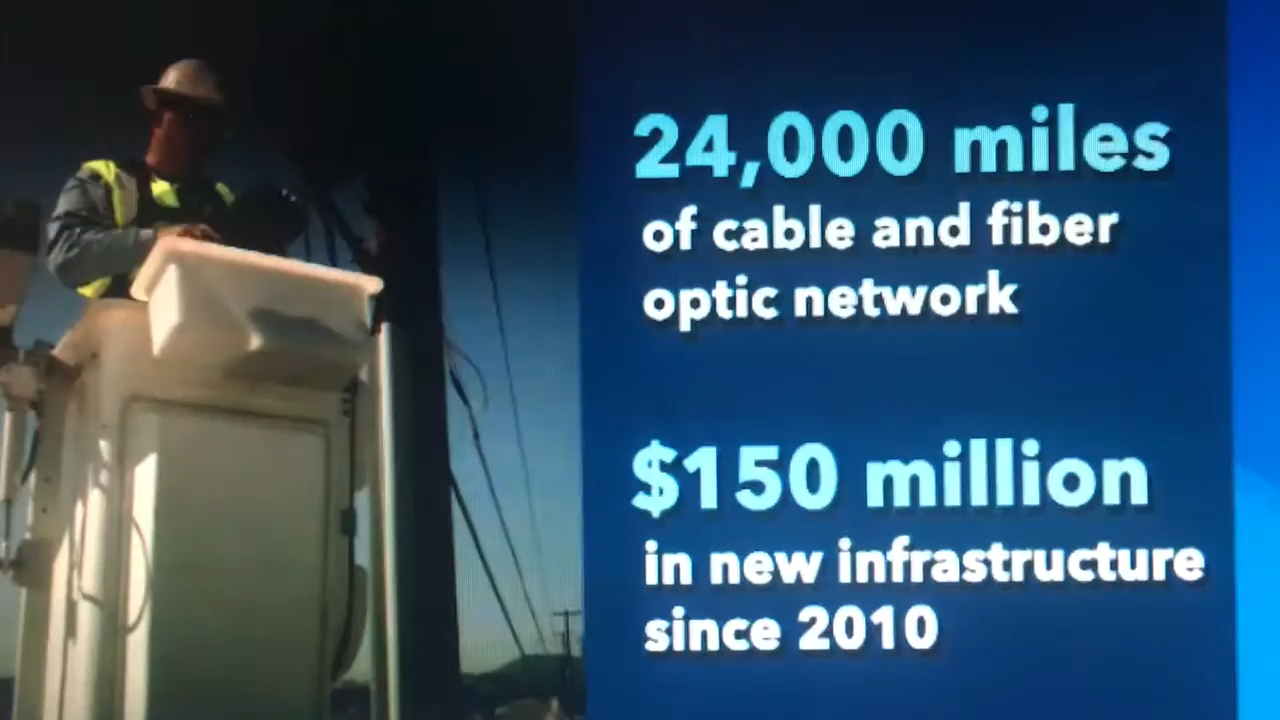 24,000 miles
of cable and fiber
optic network
$150 million
in new infrastructure
since 2010